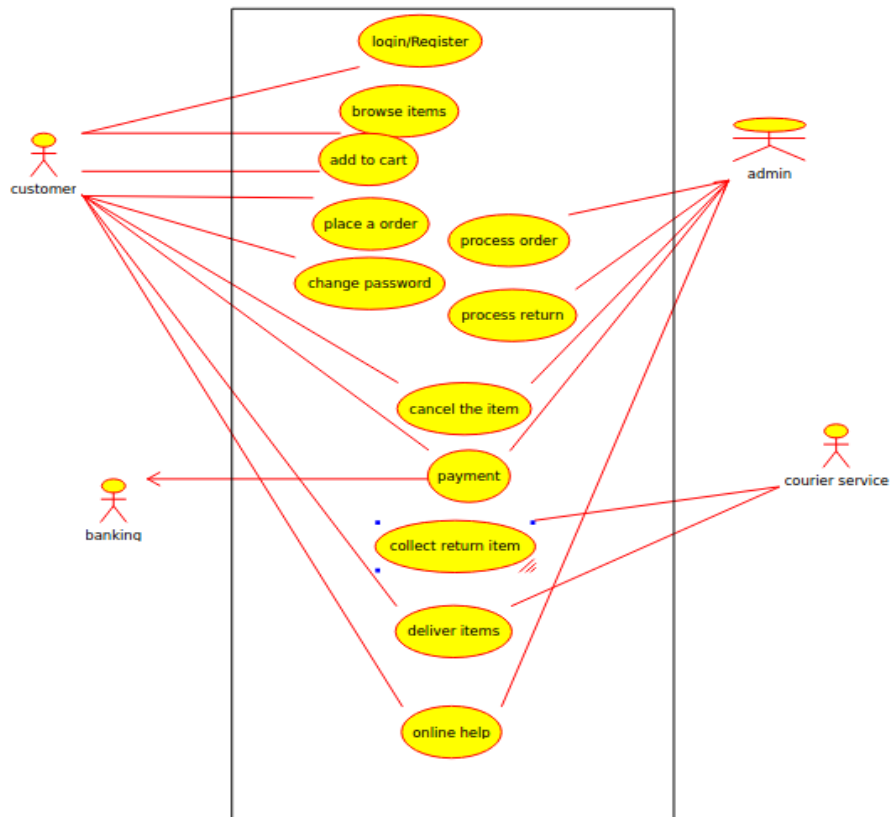 login/Register
browse items
add to cart
customer
admin
place a order
process order
change password
process return
cancel the item
payment
courier service
banking
collect return item
deliver items
online help